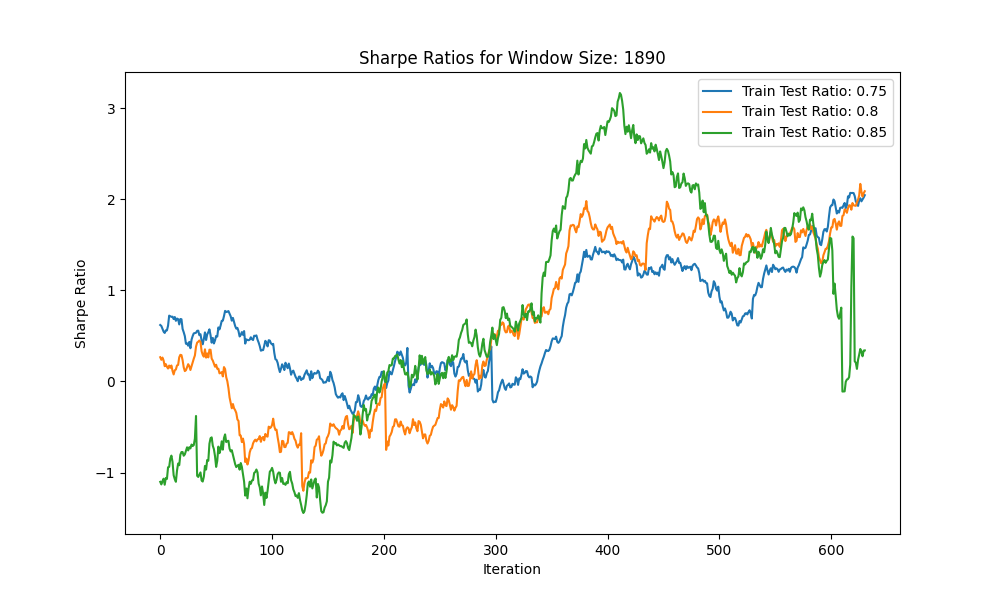 Sharpe Ratios for Window Size: 1890
Train Test Ratio: 0.75
Train Test Ratio: 0.8
Train Test Ratio: 0.85
3
2
1
0
−1
Sharpe Ratio
0 100 200 300 400 500 600
Iteration